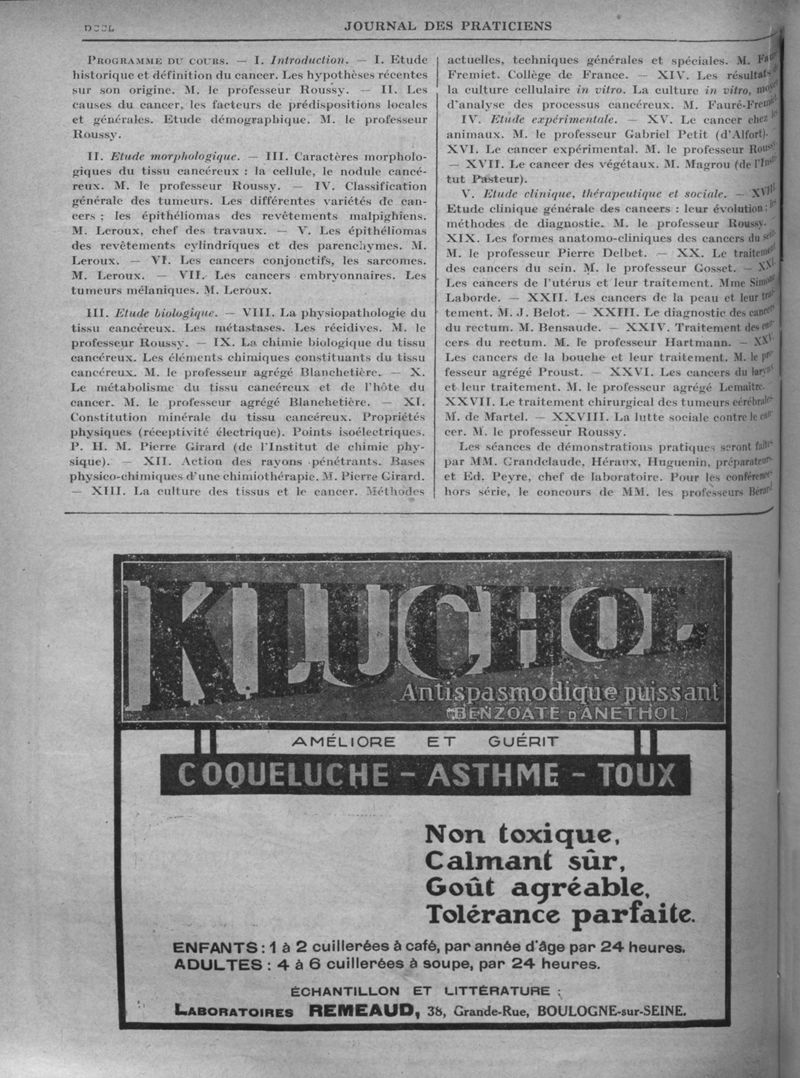 JOURNAL DES PRATICIENS
PROGRAMME DU COURS. — I. Introduction. — I. Etude
historique et définition du cancer. Les hypothèses récentes
sur son origine. M. le professeur Roussy. — II. Les
causes du cancer, les facteurs de prédispositions locales
et générales. Etude démographique. M. le professeur
Roussy.
II. Etude morphologique. — III. Caractères morpholo-
giques du tissu cancéreux : la cellule, le nodule cancé-
reux. M. le professeur Roussy. — IV. Classification
générale des tumeurs. Les différentes variétés de can-
cers ; les épithéliomas des revêtements malpighiens.
M. Leroux, chef des travaux. — V. Les épithéliomas
des revêtements cylindriques et des parenchymes. M.
Leroux. — VI. Les cancers conjonctifs, les sarcomes.
M. Leroux. — VII. Les cancers embryonnaires. Les
tumeurs mélaniques. M. Leroux.
III. Etude biologique. — VIII. La physiopathologie du
tissu cancéreux. Les métastases. Les récidives. M. le
professeur Roussy. — IX. La chimie biologique du tissu
cancéreux. Les éléments chimiques constituants du tissu
cancéreux. M. le professeur agrégé Blanchetière. — X.
Le métabolisme du tissu cancéreux et de l'hôte du
cancer. M. le professeur agrégé Blanchetière. — XI.
Constitution minérale du tissu cancéreux. Propriétés
physiques (réceptivité électrique). Points isoélectriques.
P. H. M. Pierre Girard (de l'Institut de chimie phy-
sique). — XII. Action des rayons pénétrants. Bases
physico-chimiques d'une chimiothérapie. M. Pierre Girard.
— XIII. La culture des tissus et le cancer. Méthodes
actuelles, techniques générales et spéciales. M.
Fremiet. Collège de France. — XIV. Les résultats
la culture cellulaire in vitro. La culture in vitro,
d'analyse des processus cancéreux. M. Fauré-Fremiet
IV. Etude expérimentale. — XV. Le cancer chez
animaux. M. le professeur Gabriel Petit (d'Alfort).
XVI. Le cancer expérimental. M. le professeur Roussy
— XVII. Le cancer des végétaux. M. Magrou (de l'Ins
tut Pasteur).
V. Etude clinique, thérapeutique et sociale. — XVIII
Etude clinique générale des cancers : leur évolution :
méthodes de diagnostic. M. le professeur Roussy.
XIX. Les formes anatomo-cliniques des cancers du sein
M. le professeur Pierre Delbet. — XX. Le traitement
des cancers du sein. M. le professeur Gosset. — XXI.
Les cancers de l'utérus et leur traitement. Mme Simone
Laborde. — XXII. Les cancers de la peau et leur trai
tement. M. J. Belot. — XXIII. Le diagnostic des cancers
du rectum. M. Bensaude. — XXIV. Traitement des can
cers du rectum. M. le professeur Hartmann. — XXV
Les cancers de la bouche et leur traitement. M. le pro
fesseur agrégé Proust. — XXVI. Les cancers du larynx
et leur traitement. M. le professeur agrégé Lemaître.
XXVII. Le traitement chirurgical des tumeurs cérébrales
M. de Martel. — XXVIII. La lutte sociale contre le can
cer. M. le professeur Roussy.
Les séances de démonstrations pratiques seront faites
par MM. Grandclaude, Héraux, Huguenin, préparateurs
et Ed. Peyre, chef de laboratoire. Pour les conférences
hors série, le concours de MM. les professeurs Bérard
KLUCHOL
Antispasmodique puissant
(BENZOATE D'ANETHOL)
AMÉLIORE ET GUÉRIT
COQUELUCHE - ASTHME - TOUX
Non toxique,
Calmant sûr,
Goût agréable,
Tolérance parfaite.
ENFANTS : 1 à 2 cuillerées à café, par année d'âge par 24 heures.
ADULTES : 4 à 6 cuillerées à soupe, par 24 heures.
ÉCHANTILLON ET LITTÉRATURE :
LABORATOIRES REMEAUD, 38, Grande-Rue, BOULOGNE-sur-SEINE.